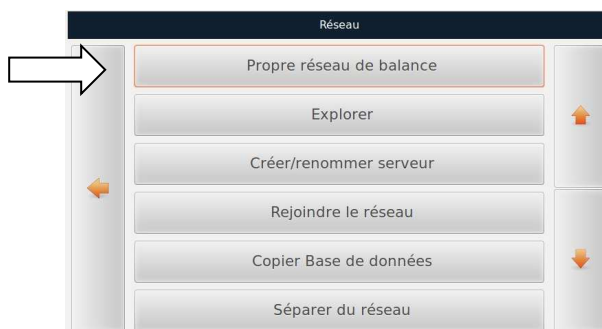 Réseau
Propre réseau de balance
Explorer
Créer/renommer serveur
Rejoindre le réseau
Copier Base de données
Séparer du réseau